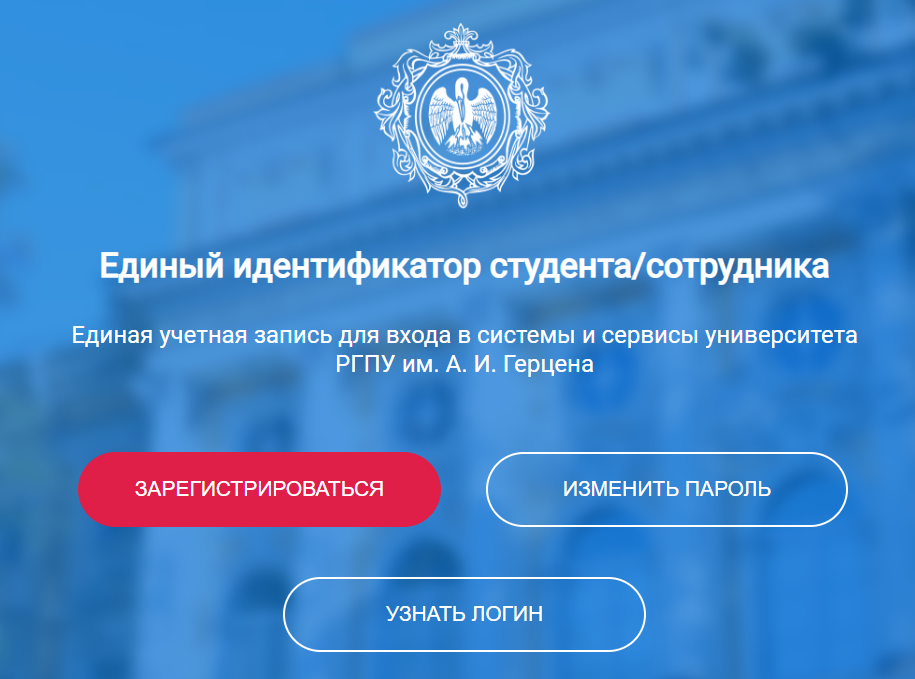 Единый идентификатор студента/сотрудника
Единая учетная запись для входа в системы и сервисы университета
РГПУ им. А. И. Герцена
ЗАРЕГИСТРИРОВАТЬСЯ
ИЗМЕНИТЬ ПАРОЛЬ
УЗНАТЬ ЛОГИН